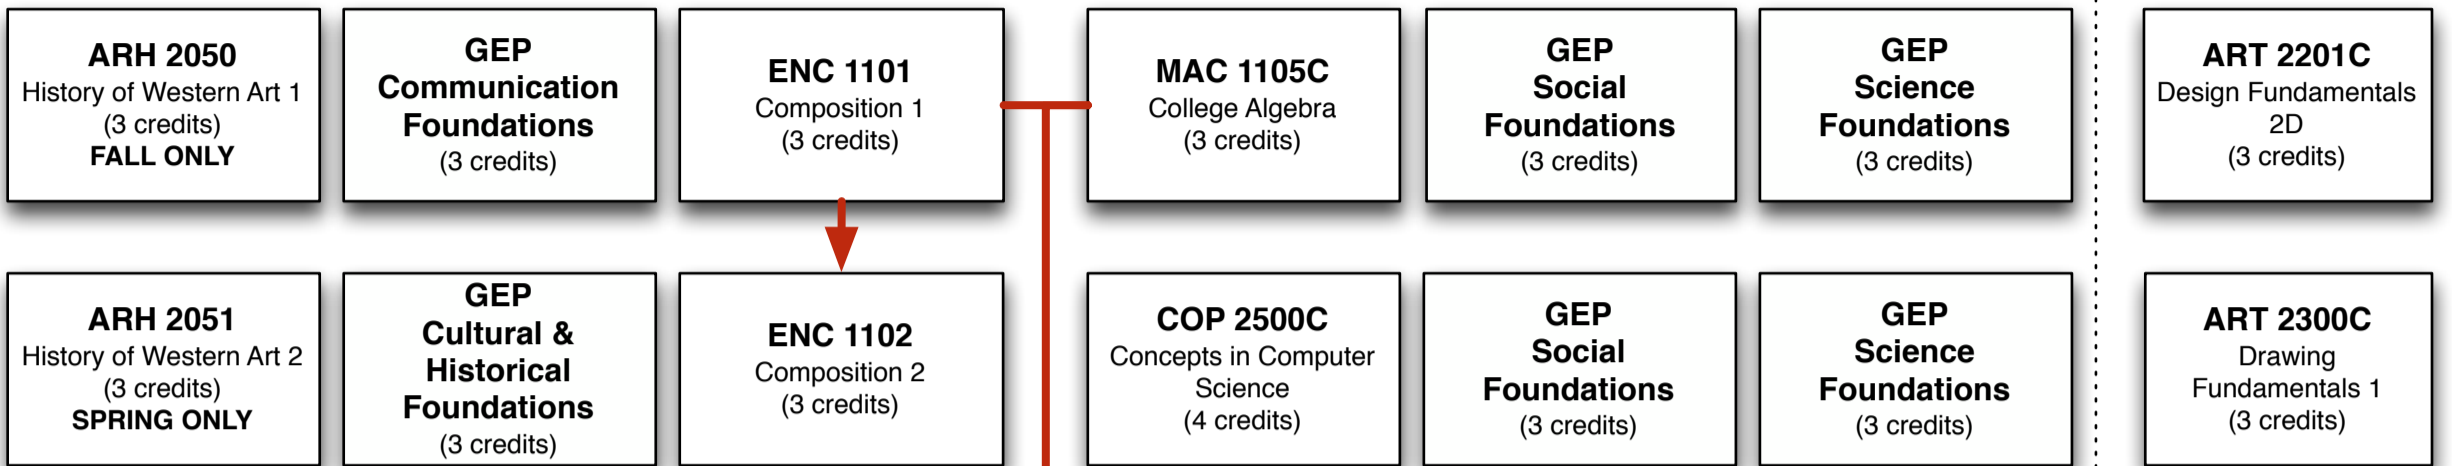 ARH 2050
History of Western Art 1
(3 credits)
FALL ONLY
GEP
Communication
Foundations
(3 credits)
ENC 1101
Composition 1
(3 credits)
MAC 1105C
College Algebra
(3 credits)
GEP
Social
Foundations
(3 credits)
GEP
Science
Foundations
(3 credits)
ART 2201C
Design Fundamentals
2D
(3 credits)
ARH 2051
History of Western Art 2
(3 credits)
SPRING ONLY
GEP
Cultural &
Historical
Foundations
(3 credits)
ENC 1102
Composition 2
(3 credits)
COP 2500C
Concepts in Computer
Science
(4 credits)
GEP
Social
Foundations
(3 credits)
GEP
Science
Foundations
(3 credits)
ART 2300C
Drawing
Fundamentals 1
(3 credits)